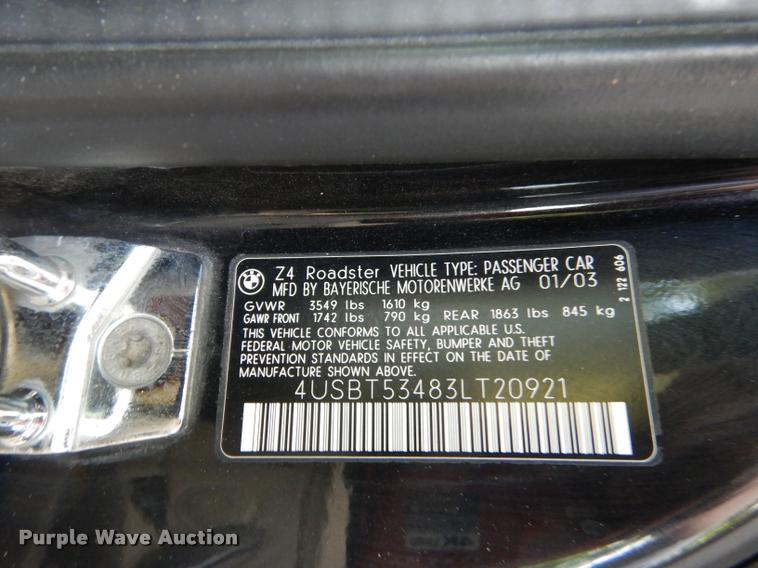 Z4 Roadster VEHICLE TYPE: PASSENGER CAR
MFD BY BAYERISCHE MOTORENWERKE AG 01/03
GVWR 3549 lbs 1610 kg
GAWR FRONT 1742 lbs 790 kg REAR 1863 lbs 845 kg
THIS VEHICLE CONFORMS TO ALL APPLICABLE U.S.
FEDERAL MOTOR VEHICLE SAFETY, BUMPER AND THEFT
PREVENTION STANDARDS IN EFFECT ON THE DATE OF
MANUFACTURE SHOWN ABOVE.
4USBT53483LT20921
2 122 606
Purple Wave Auction